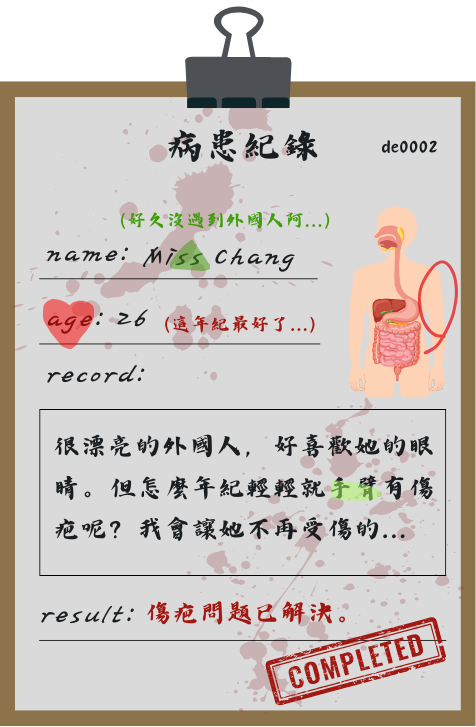 病患紀錄
de0002
(好久沒遇到外國人阿...)
name: Miss Chang
age: 26 (這年紀最好了...)
record:
很漂亮的外國人，好喜歡她的眼
睛。但怎麼年紀輕輕就手臂有傷
疤呢？我會讓她不再受傷的...
result: 傷疤問題已解決。
COMPLETED